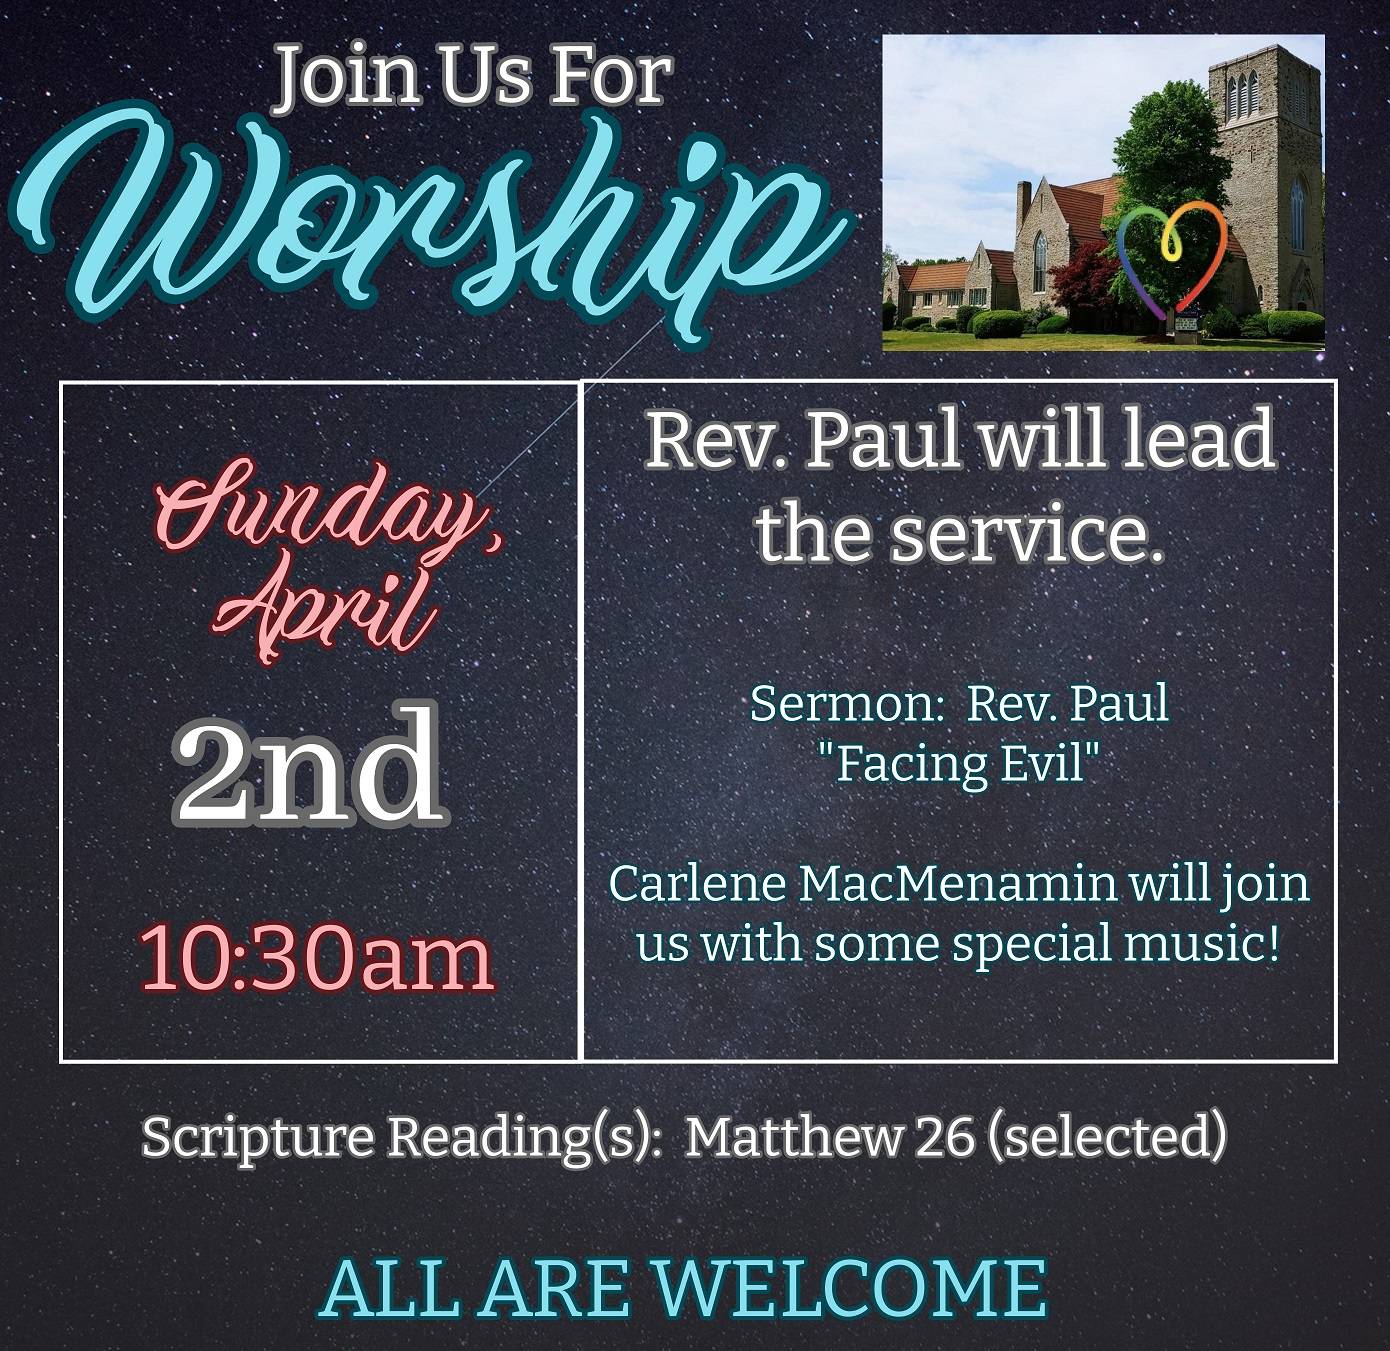 Join Us For
Worship
Sunday,
April
2nd
10:30am
Rev. Paul will lead
the service.
Sermon:  Rev. Paul
"Facing Evil"
Carlene MacMenamin will join
us with some special music!
Scripture Reading(s):  Matthew 26 (selected)
ALL ARE WELCOME